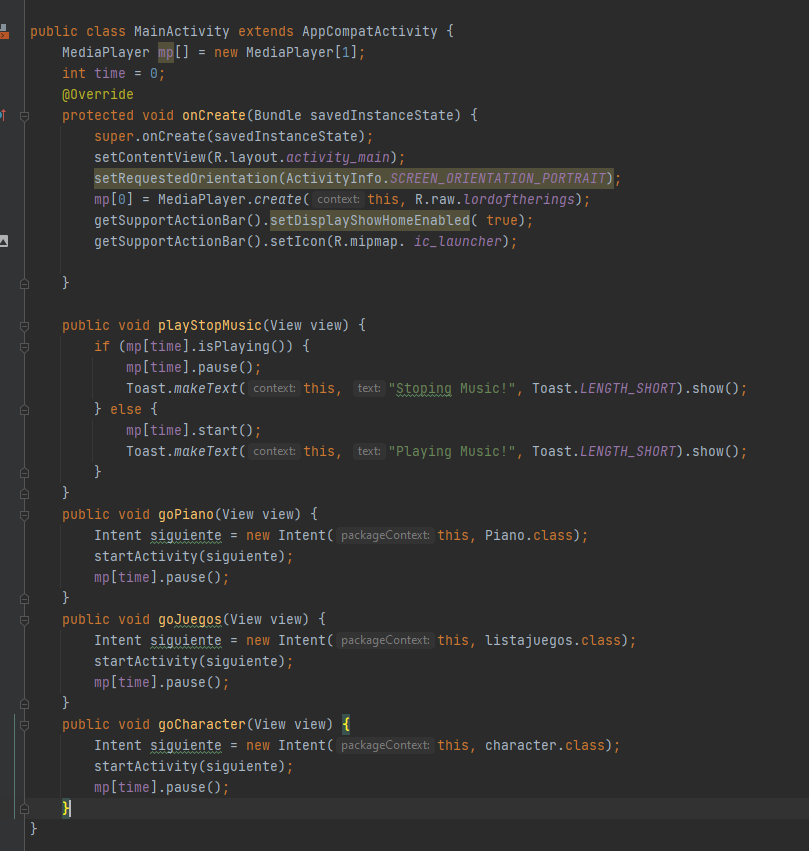 public class MainActivity extends AppCompatActivity {
    MediaPlayer mp[] = new MediaPlayer[1];
    int time = 0;
    @Override
    protected void onCreate(Bundle savedInstanceState) {
        super.onCreate(savedInstanceState);
        setContentView(R.layout.activity_main);
        setRequestedOrientation(ActivityInfo.SCREEN_ORIENTATION_PORTRAIT);
        mp[0] = MediaPlayer.create( context: this, R.raw.lordoftherings);
        getSupportActionBar().setDisplayShowHomeEnabled( true);
        getSupportActionBar().setIcon(R.mipmap. ic_launcher);
    }
    public void playStopMusic(View view) {
        if (mp[time].isPlaying()) {
            mp[time].pause();
            Toast.makeText( context: this, text: "Stoping Music!", Toast.LENGTH_SHORT).show();
        } else {
            mp[time].start();
            Toast.makeText( context: this, text: "Playing Music!", Toast.LENGTH_SHORT).show();
        }
    }
    public void goPiano(View view) {
        Intent siguiente = new Intent( packageContext: this, Piano.class);
        startActivity(siguiente);
        mp[time].pause();
    }
    public void goJuegos(View view) {
        Intent siguiente = new Intent( packageContext: this, listajuegos.class);
        startActivity(siguiente);
        mp[time].pause();
    }
    public void goCharacter(View view) {
        Intent siguiente = new Intent( packageContext: this, character.class);
        startActivity(siguiente);
        mp[time].pause();
    }
}